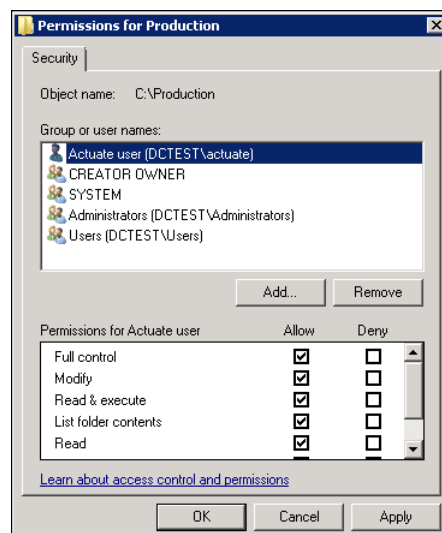 Permissions for Production
Security
Object name: C:\Production
Group or user names:
Actuate user (DCTEST\actuate)
CREATOR OWNER
SYSTEM
Administrators (DCTEST\Administrators)
Users (DCTEST\Users)
Add... Remove
Permissions for Actuate user Allow Deny
Full control
Modify
Read & execute
List folder contents
Read
Learn about access control and permissions
OK Cancel Apply